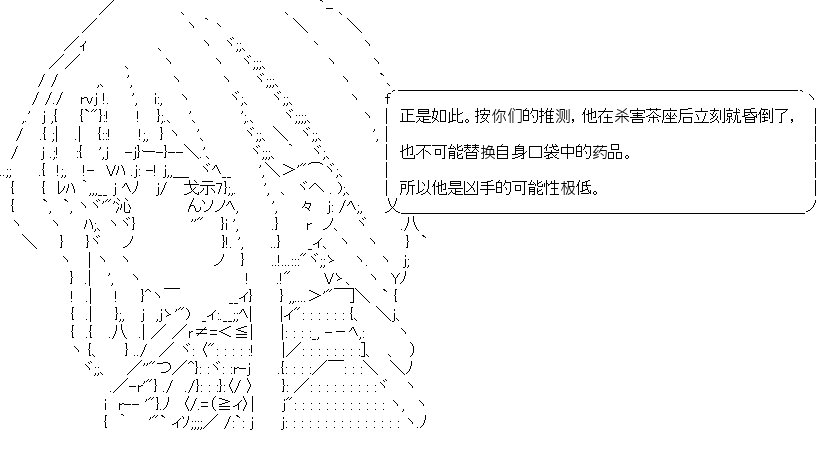 正是如此。按你们的推测，他在杀害茶座后立刻就昏倒了，
也不可能替换自身口袋中的药品。
所以他是凶手的可能性极低。